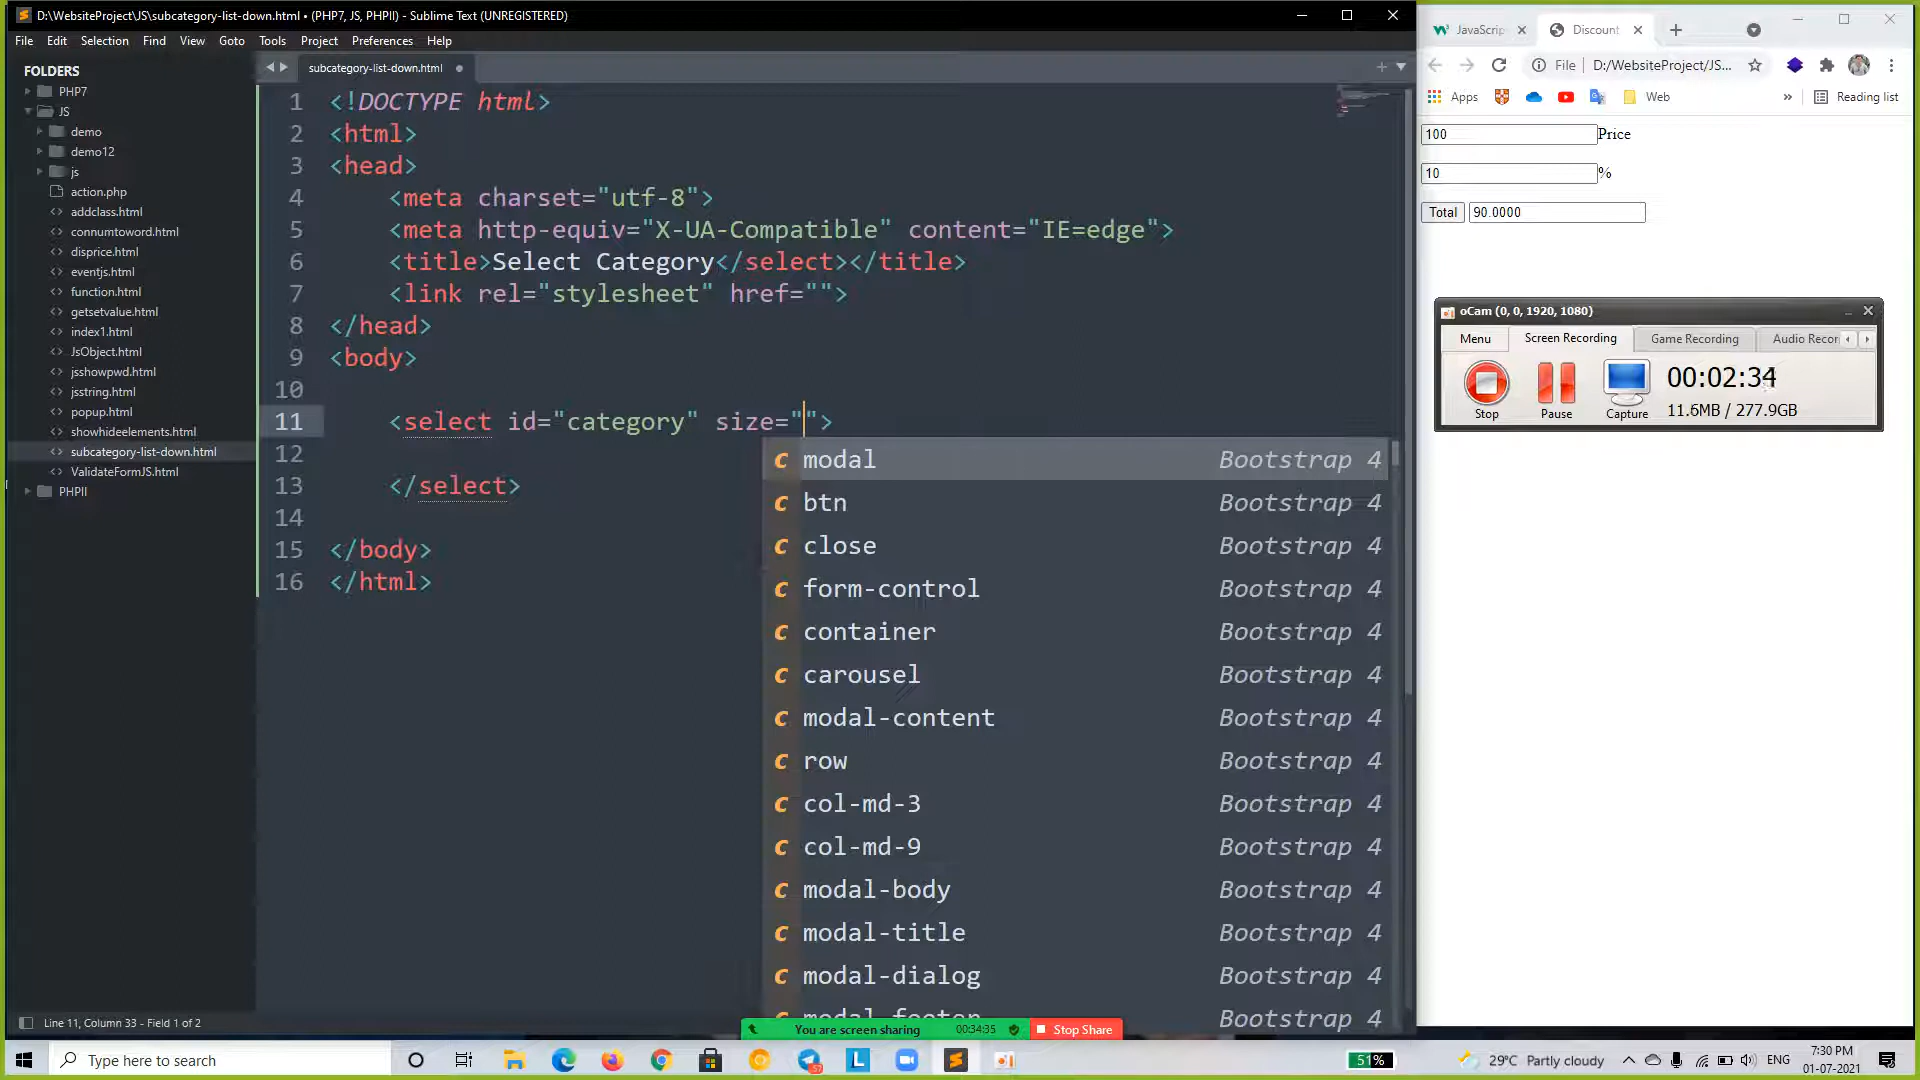 D:\WebsiteProject\JS\subcategory-list-down.html • (PHP7, JS, PHPII) - Sublime Text (UNREGISTERED)
File Edit Selection Find View Goto Tools Project Preferences Help
FOLDERS
PHP7
JS
demo
demo12
js
action.php
addclass.html
connumtoword.html
disprice.html
eventjs.html
function.html
getsetvalue.html
index1.html
JsObject.html
jsshowpwd.html
jsstring.html
popup.html
showhideelements.html
subcategory-list-down.html
ValidateFormJS.html
PHPII
subcategory-list-down.html
1 <!DOCTYPE html>
2 <html>
3 <head>
4 <meta charset="utf-8">
5 <meta http-equiv="X-UA-Compatible" content="IE=edge">
6 <title>Select Category</select></title>
7 <link rel="stylesheet" href="">
8 </head>
9 <body>
10
11 <select id="category" size="">
12
13 </select>
14
15 </body>
16 </html>
c modal Bootstrap 4
c btn Bootstrap 4
c close Bootstrap 4
c form-control Bootstrap 4
c container Bootstrap 4
c carousel Bootstrap 4
c modal-content Bootstrap 4
c row Bootstrap 4
c col-md-3 Bootstrap 4
c col-md-9 Bootstrap 4
c modal-body Bootstrap 4
c modal-title Bootstrap 4
c modal-dialog Bootstrap 4
c modal-footer Bootstrap 4
Line 11, Column 33 - Field 1 of 2
You are screen sharing 00:34:35 Stop Share
JavaScrip
Discount
File D:/WebsiteProject/JS...
Apps Web » Reading list
100 Price
10 %
Total 90.0000
oCam (0, 0, 1920, 1080)
Menu Screen Recording Game Recording Audio Recor
Stop Pause Capture
00:02:34
11.6MB / 277.9GB
Type here to search
51%
29°C Partly cloudy
ENG
7:30 PM
01-07-2021